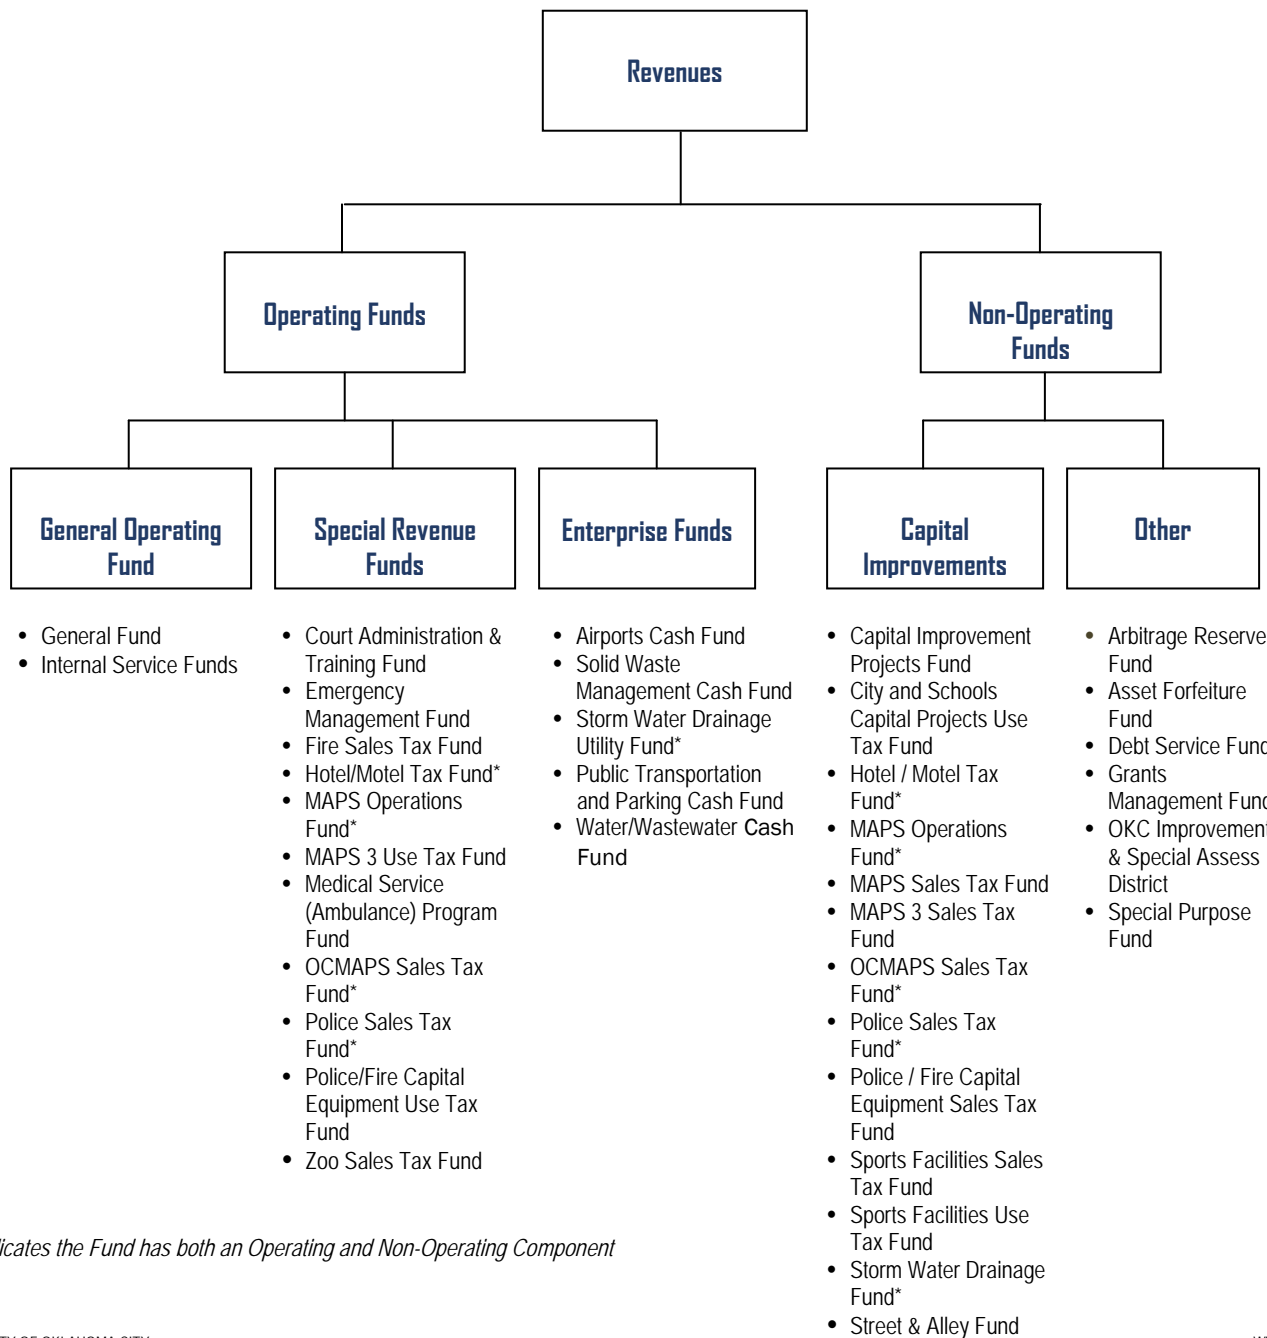 Revenues
Operating Funds
Non-Operating
Funds
General Operating
Fund
Special Revenue
Funds
Enterprise Funds
Capital
Improvements
Other
• General Fund
• Internal Service Funds
• Court Administration &
Training Fund
• Emergency
Management Fund
• Fire Sales Tax Fund
• Hotel/Motel Tax Fund*
• MAPS Operations
Fund*
• MAPS 3 Use Tax Fund
• Medical Service
(Ambulance) Program
Fund
• OCMAPS Sales Tax
Fund*
• Police Sales Tax
Fund*
• Police/Fire Capital
Equipment Use Tax
Fund
• Zoo Sales Tax Fund
• Airports Cash Fund
• Solid Waste
Management Cash Fund
• Storm Water Drainage
Utility Fund*
• Public Transportation
and Parking Cash Fund
• Water/Wastewater Cash
Fund
• Capital Improvement
Projects Fund
• City and Schools
Capital Projects Use
Tax Fund
• Hotel / Motel Tax
Fund*
• MAPS Operations
Fund*
• MAPS Sales Tax Fund
• MAPS 3 Sales Tax
Fund
• OCMAPS Sales Tax
Fund*
• Police Sales Tax
Fund*
• Police / Fire Capital
Equipment Sales Tax
Fund
• Sports Facilities Sales
Tax Fund
• Sports Facilities Use
Tax Fund
• Storm Water Drainage
Fund*
• Street & Alley Fund
• Arbitrage Reserve
Fund
• Asset Forfeiture
Fund
• Debt Service Fund
• Grants
Management Fund
• OKC Improvement
& Special Assess
District
• Special Purpose
Fund
dicates the Fund has both an Operating and Non-Operating Component